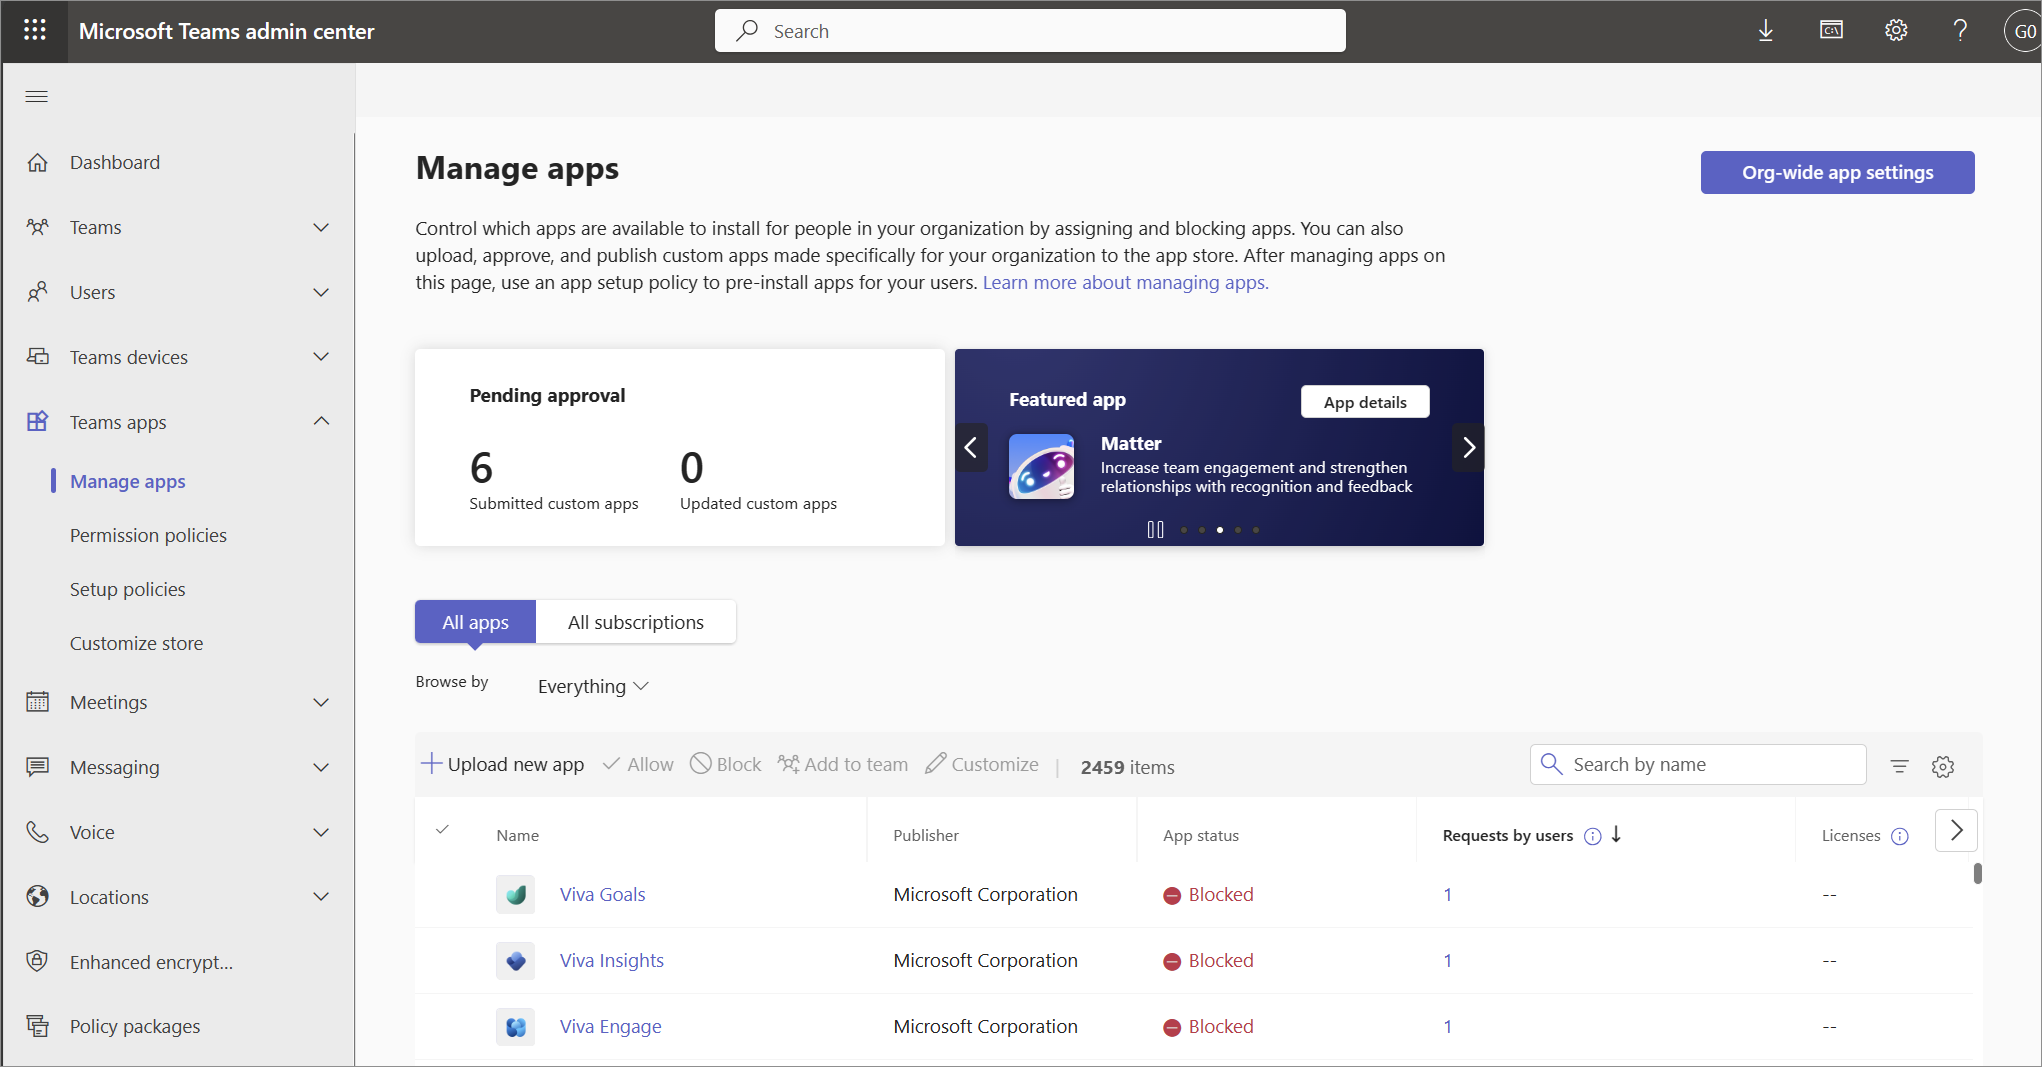 Microsoft Teams admin center
Search
C:\
G0
Dashboard
Teams
Users
Teams devices
Teams apps
Manage apps
Permission policies
Setup policies
Customize store
Meetings
Messaging
Voice
Locations
Enhanced encrypt...
Policy packages
Manage apps
Org-wide app settings
Control which apps are available to install for people in your organization by assigning and blocking apps. You can also
upload, approve, and publish custom apps made specifically for your organization to the app store. After managing apps on
this page, use an app setup policy to pre-install apps for your users. Learn more about managing apps.
Pending approval
6
0
Submitted custom apps
Updated custom apps
Featured app
App details
Matter
Increase team engagement and strengthen
relationships with recognition and feedback
All apps
All subscriptions
Browse by
Everything
Upload new app
Allow
Block
Add to team
Customize
2459 items
Search by name
Name
Publisher
App status
Requests by users
Licenses
Viva Goals
Microsoft Corporation
Blocked
1
--
Viva Insights
Microsoft Corporation
Blocked
1
--
Viva Engage
Microsoft Corporation
Blocked
1
--